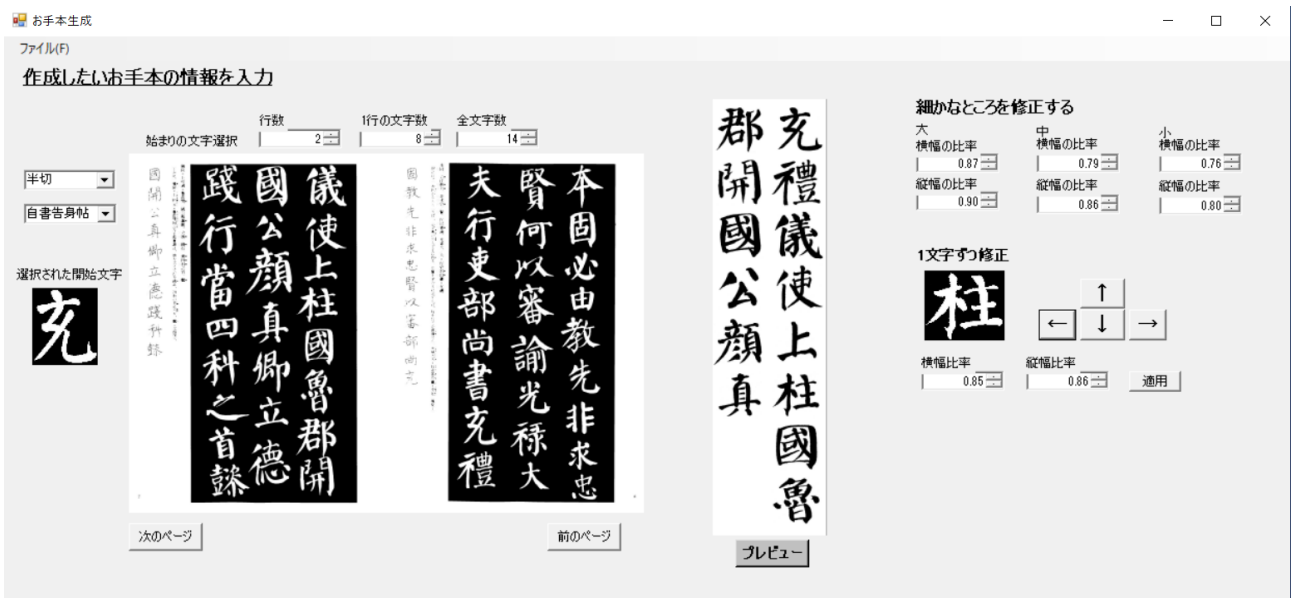 お手本生成
ファイル(F)
作成したいお手本の情報を入力
始まりの文字選択
行数
2
1行の文字数
8
全文字数
14
半切
自書告身帖
選択された開始文字
充
本固必由教先非求忠
賢何以審諭光禄大
夫行吏部尚書充禮
儀使上柱國魯郡開
國公顔真卿立德
踐行當四科之首懿
次のページ
前のページ
充禮儀使上柱國魯
郡開國公顔真
プレビュー
細かなところを修正する
大
横幅の比率
0.87
縦幅の比率
0.90
中
横幅の比率
0.79
縦幅の比率
0.86
小
横幅の比率
0.76
縦幅の比率
0.80
1文字ずつ修正
柱
↑
← ↓ →
横幅比率
0.85
縦幅比率
0.86
適用